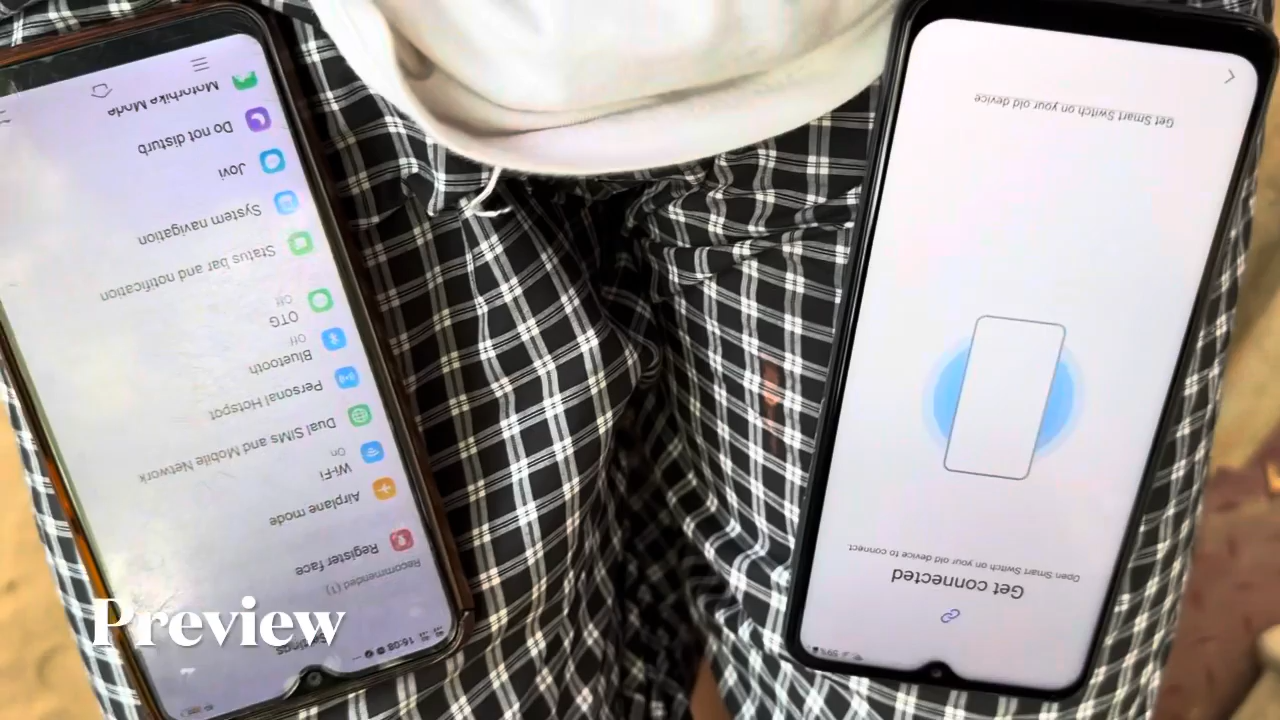 Settings
16:08
Recommended (1)
Register face
Airplane mode
Wi-Fi
On
Dual SIMs and Mobile Network
Personal Hotspot
Bluetooth
Off
OTG
Off
Status bar and notification
System navigation
Jovi
Do not disturb
Motorbike Mode
59%
Get connected
Open Smart Switch on your old device to connect
Get Smart Switch on your old device
Preview